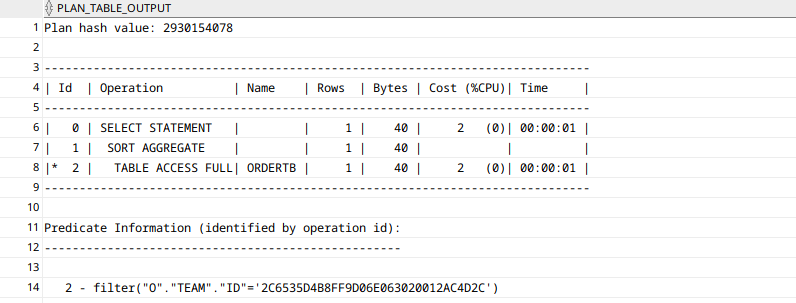 PLAN_TABLE_OUTPUT
1 Plan hash value: 2930154078
2
3 ------------------------------------------------------------------------------
4 | Id  | Operation          | Name    | Rows  | Bytes | Cost (%CPU)| Time     |
5 ------------------------------------------------------------------------------
6 |   0 | SELECT STATEMENT   |         |     1 |    40 |     2   (0)| 00:00:01 |
7 |   1 |  SORT AGGREGATE    |         |     1 |    40 |            |          |
8 |*  2 |   TABLE ACCESS FULL| ORDERTB |     1 |    40 |     2   (0)| 00:00:01 |
9 ------------------------------------------------------------------------------
10
11 Predicate Information (identified by operation id):
12 ---------------------------------------------------
13
14    2 - filter("O"."TEAM"."ID"='2C6535D4B8FF9D06E063020012AC4D2C')